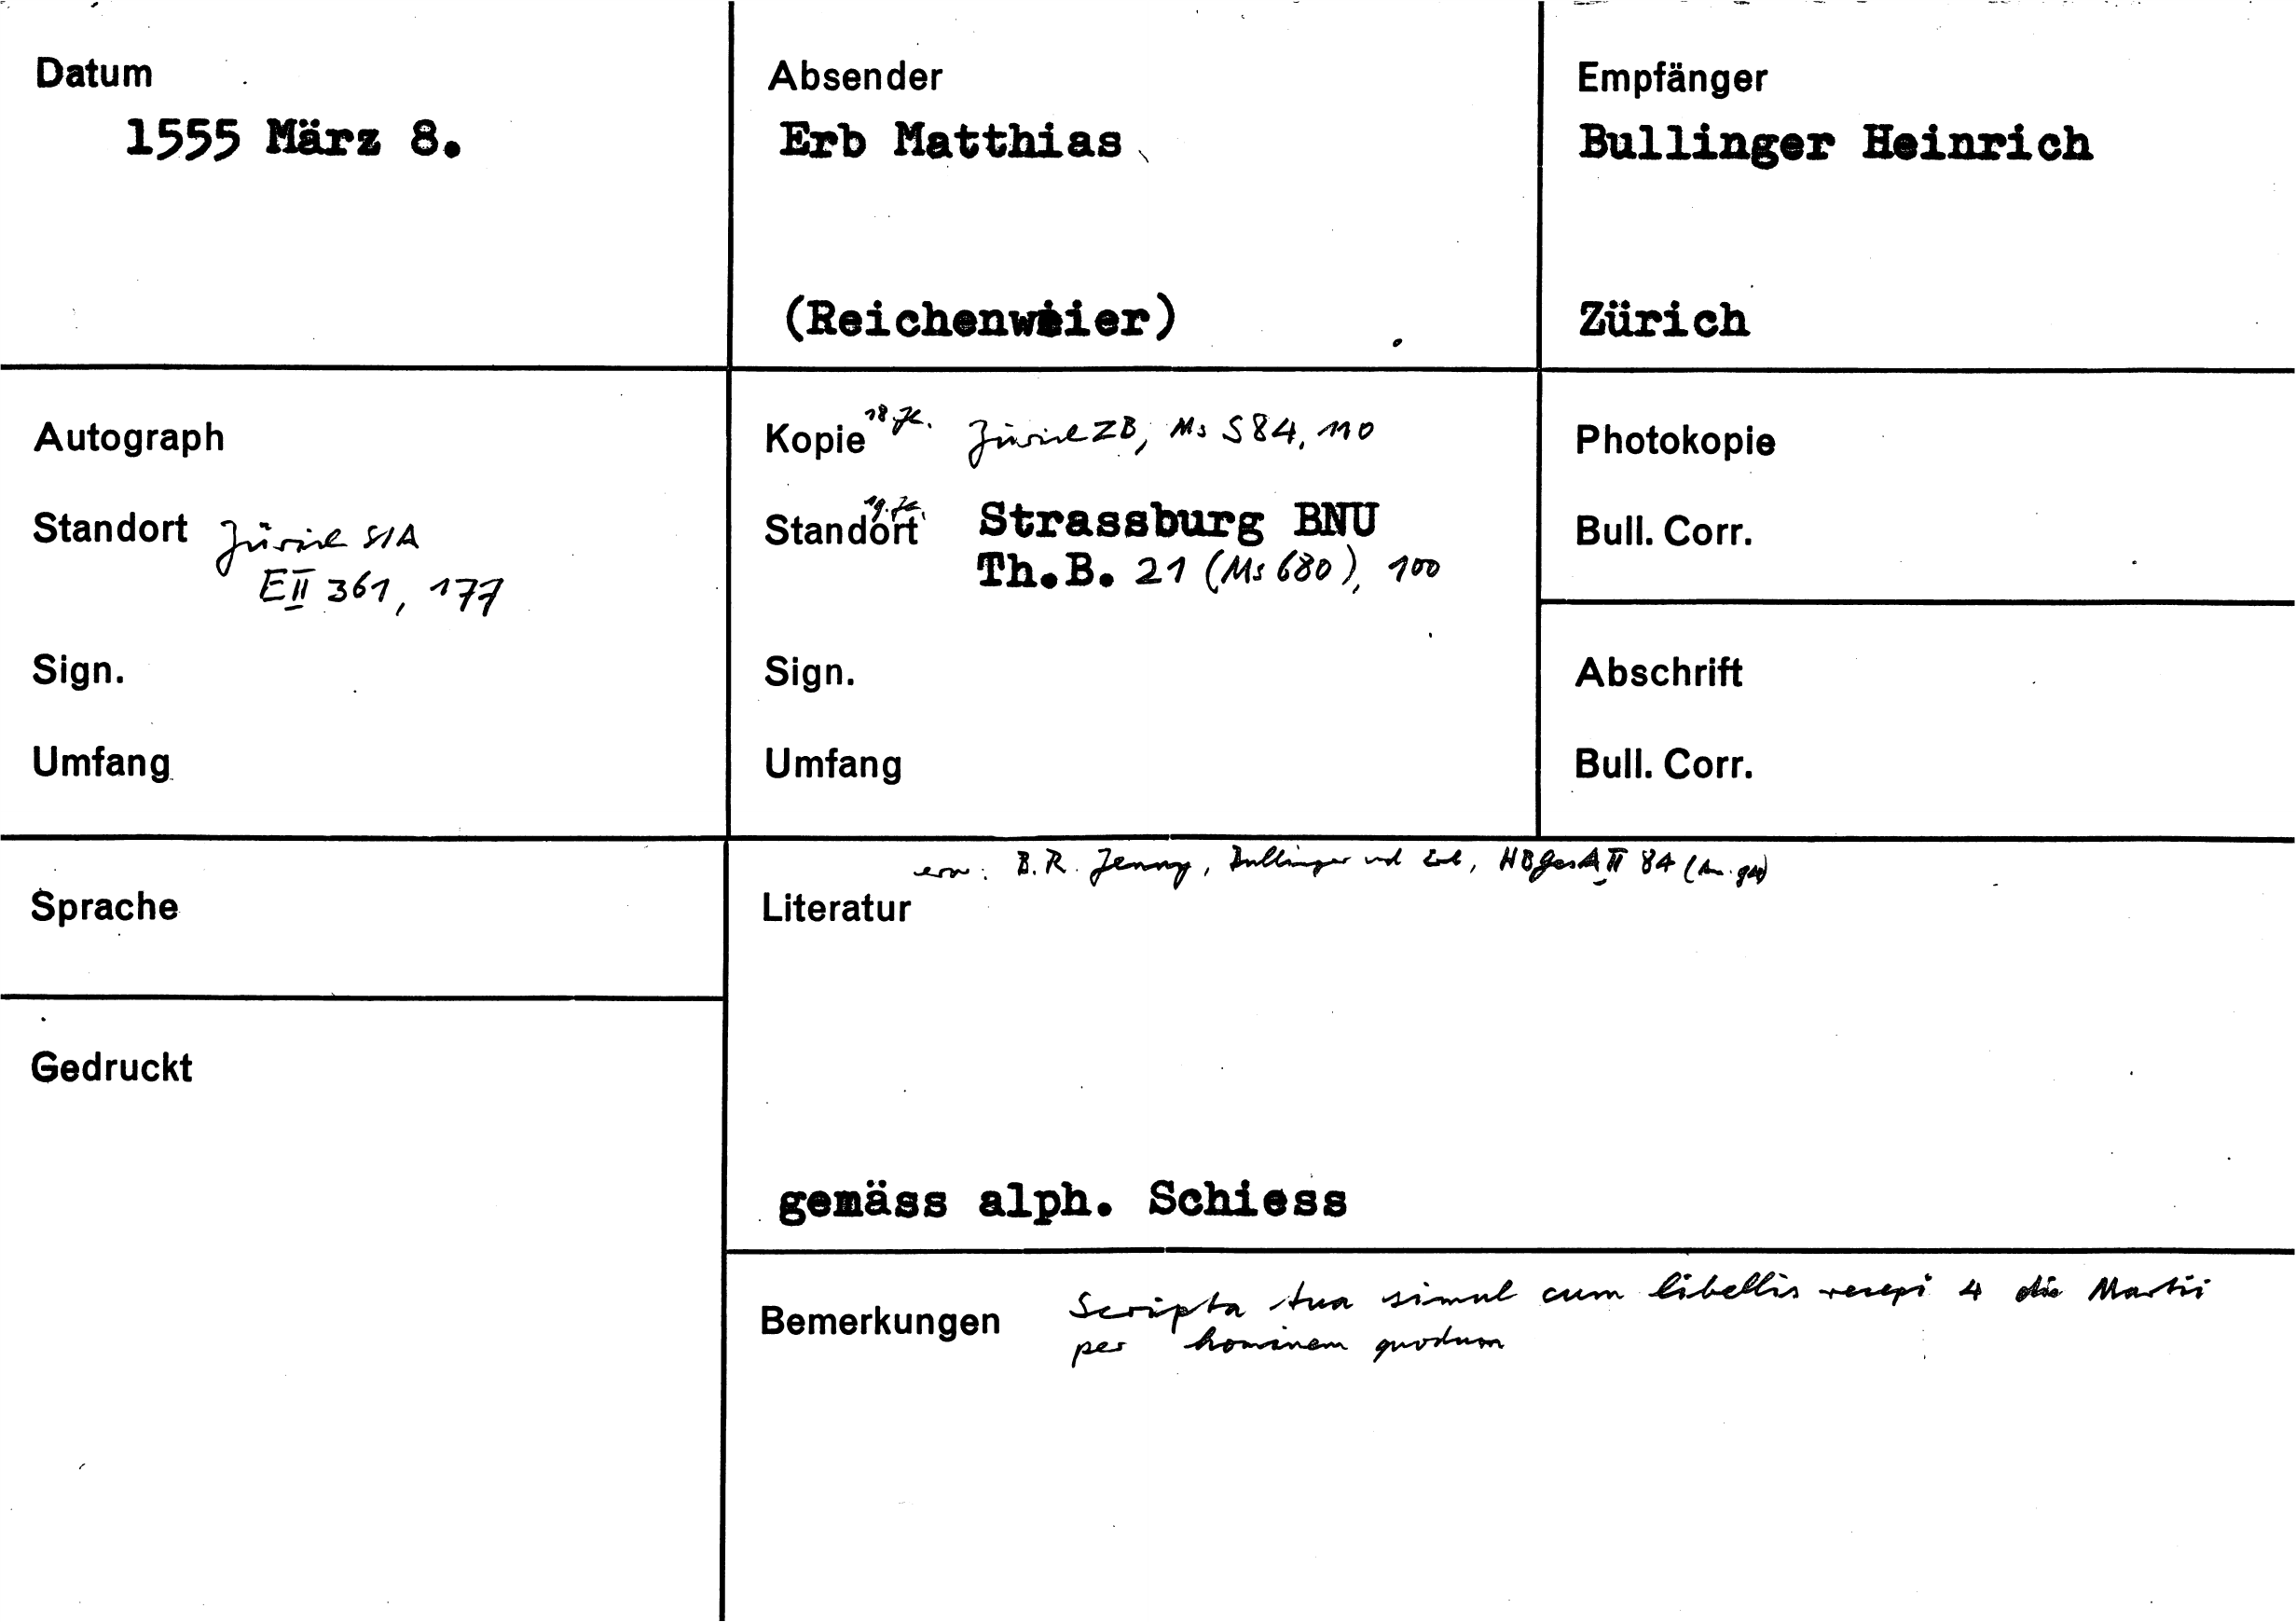 Datum
1555 März 8.
Absender
Erb Matthias
(Reichenweier)
Empfänger
Bullinger Heinrich
Zürich
Autograph
Standort Zürich StA
E II 361, 177
Sign.
Umfang
Kopie 18. Jh. Zürich ZB, Ms S 84, 110
Standort 19. Jh. Strassburg BNU
Th.B. 21 (Ms 680), 100
Sign.
Umfang
Photokopie
Bull. Corr.
Abschrift
Bull. Corr.
Sprache
Gedruckt
erw: B.R. Jenny, Bullinger und Erb, HBGesA II 84
Literatur
gemäss alph. Schiess
Bemerkungen Scripta tua simul cum libellis recepi 4 die Martii
per hominem quodum